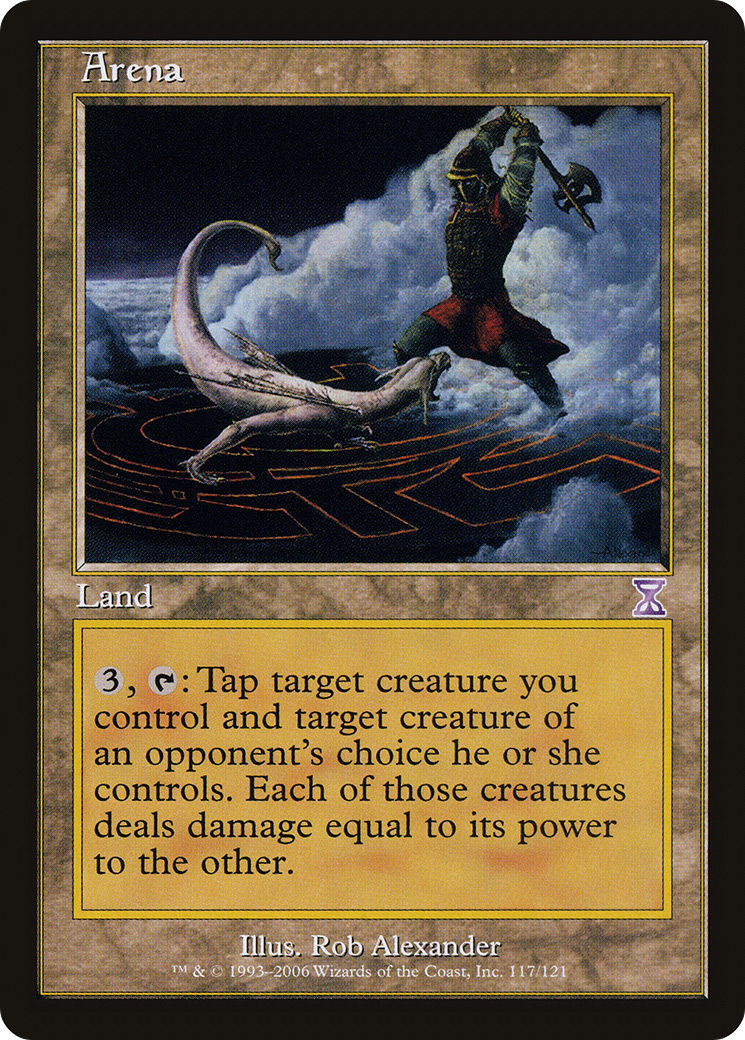 Arena
Land
3, T: Tap target creature you
control and target creature of
an opponent's choice he or she
controls. Each of those creatures
deals damage equal to its power
to the other.
Illus. Rob Alexander
™ & © 1993–2006 Wizards of the Coast, Inc. 117/121